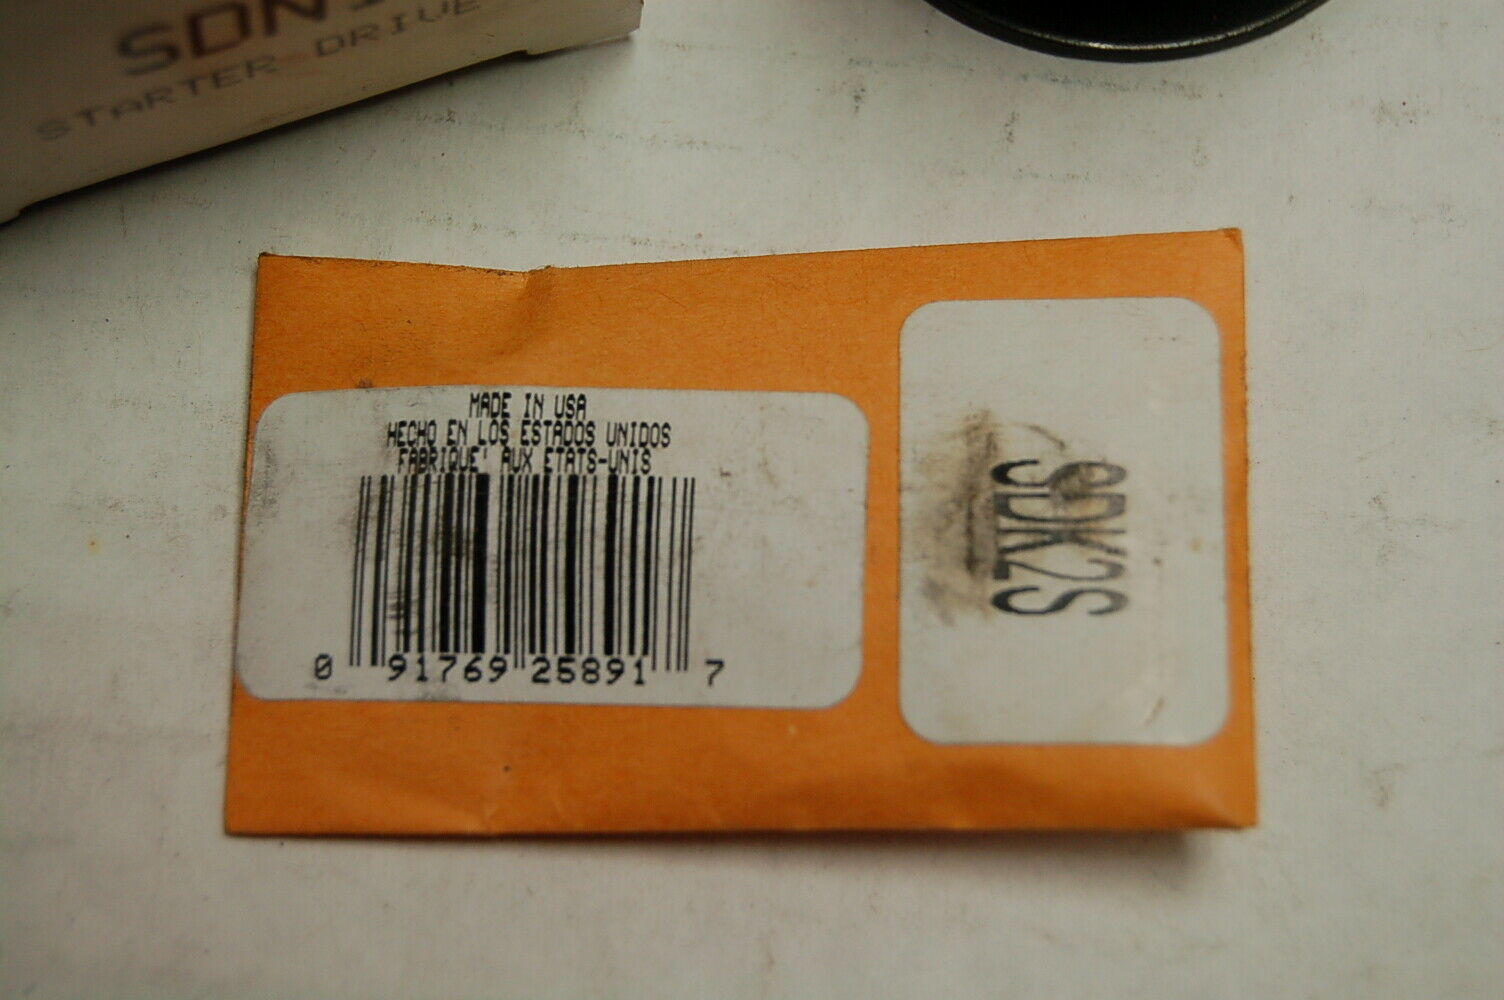 STARTER DRIVE
MADE IN USA
HECHO EN LOS ESTADOS UNIDOS
FABRIQUE' AUX ETATS-UNIS
0 91769 25891 7
SDK2S